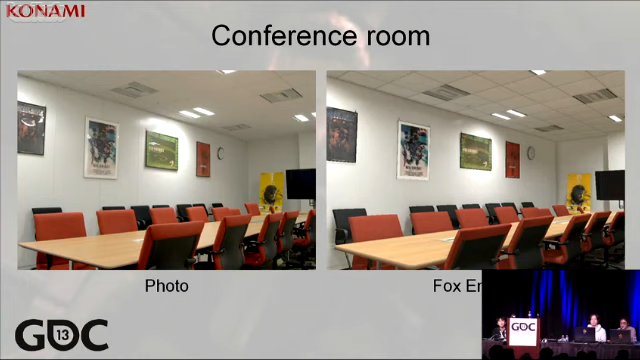 KONAMI
Conference room
Photo
Fox En
GDC
13
GDC